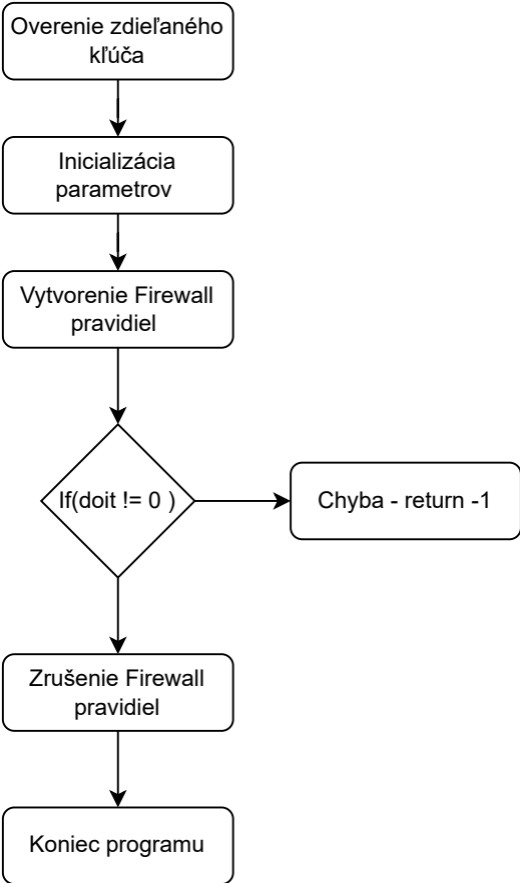 Overenie zdieľaného
kľúča
Inicializácia
parametrov
Vytvorenie Firewall
pravidiel
If(doit != 0 )
Chyba - return -1
Zrušenie Firewall
pravidiel
Koniec programu